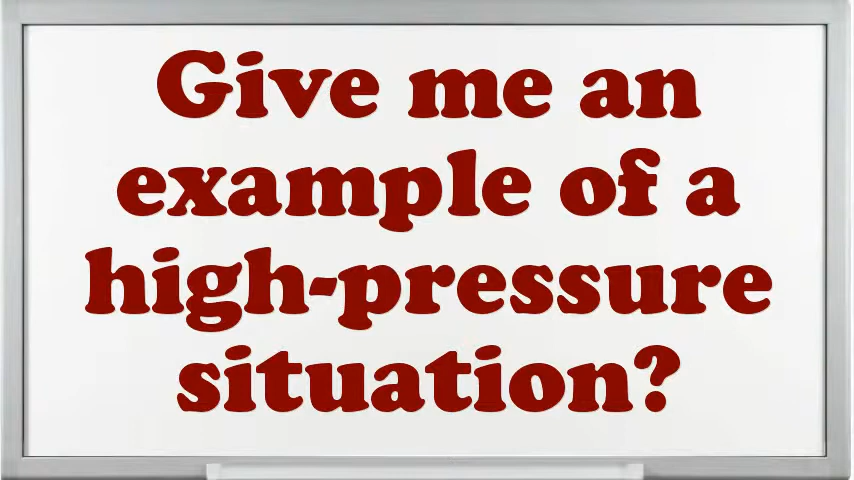 Give me an
example of a
high-pressure
situation?